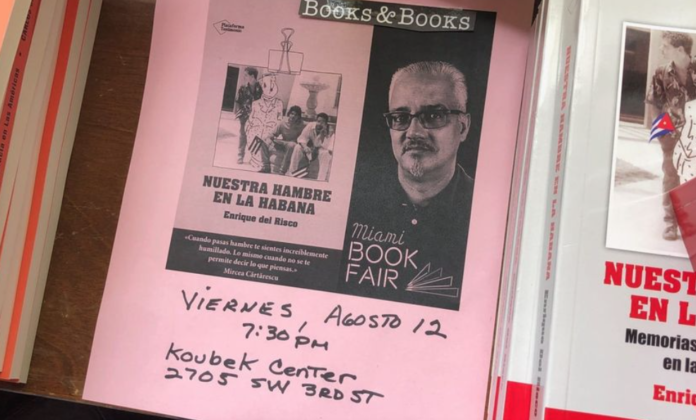 BOOKS & BOOKS
Plataforma
NUESTRA HAMBRE
EN LA HABANA
Enrique del Risco
«Cuando pasas hambre te sientes increíblemente
humillado. Lo mismo cuando no se te
permite decir lo que piensas.»
Mircea Cărtărescu
Miami
BOOK
FAIR
VIERNES, AGOSTO 12
7:30 PM
Koubek Center
2705 SW 3RD ST
NUESTRA HAMBRE EN LA HABANA
NUEST
EN L
Memorias
en la
Enri